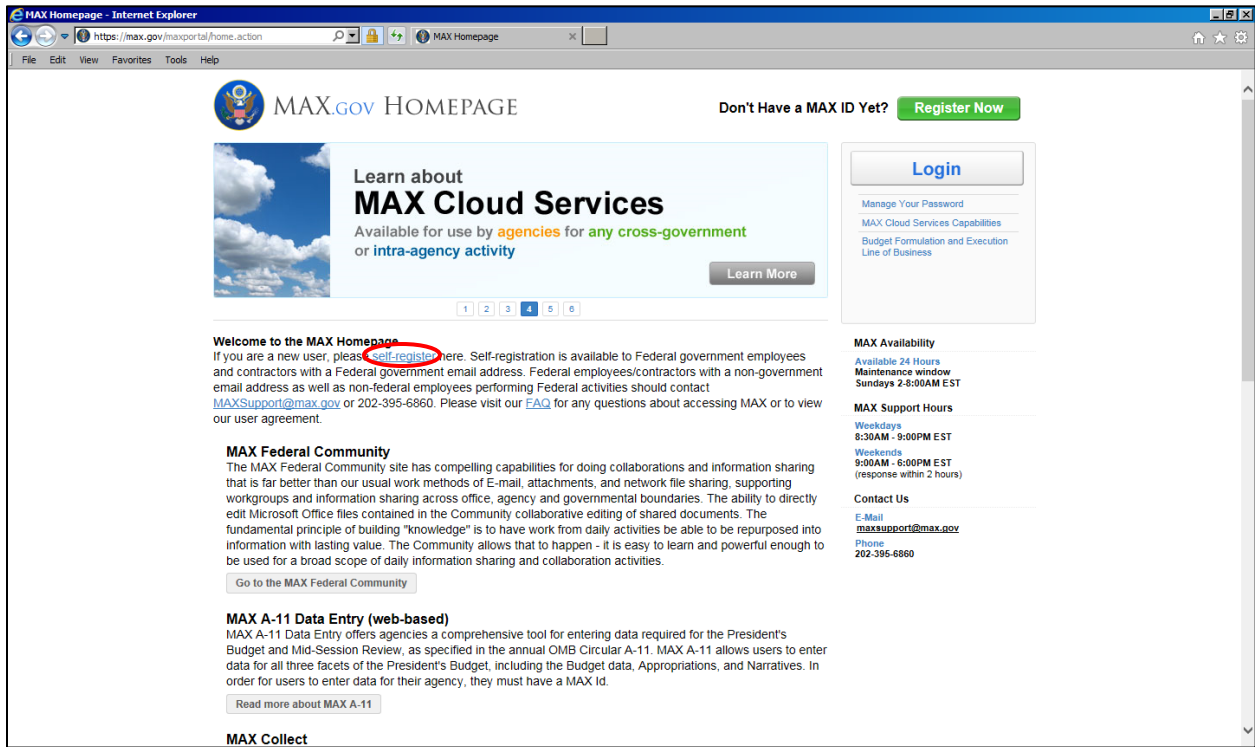 MAX Homepage - Internet Explorer
https://max.gov/maxportal/home.action
MAX Homepage
File Edit View Favorites Tools Help
MAX.GOV HOMEPAGE
Don't Have a MAX ID Yet? Register Now
Learn about
MAX Cloud Services
Available for use by agencies for any cross-government
or intra-agency activity
Learn More
1 2 3 4 5 6
Login
Manage Your Password
MAX Cloud Services Capabilities
Budget Formulation and Execution
Line of Business
Welcome to the MAX Homepage
If you are a new user, please self-register here. Self-registration is available to Federal government employees
and contractors with a Federal government email address. Federal employees/contractors with a non-government
email address as well as non-federal employees performing Federal activities should contact
MAXSupport@max.gov or 202-395-6860. Please visit our FAQ for any questions about accessing MAX or to view
our user agreement.
MAX Federal Community
The MAX Federal Community site has compelling capabilities for doing collaborations and information sharing
that is far better than our usual work methods of E-mail, attachments, and network file sharing, supporting
workgroups and information sharing across office, agency and governmental boundaries. The ability to directly
edit Microsoft Office files contained in the Community collaborative editing of shared documents. The
fundamental principle of building "knowledge" is to have work from daily activities be able to be repurposed into
information with lasting value. The Community allows that to happen - it is easy to learn and powerful enough to
be used for a broad scope of daily information sharing and collaboration activities.
Go to the MAX Federal Community
MAX A-11 Data Entry (web-based)
MAX A-11 Data Entry offers agencies a comprehensive tool for entering data required for the President's
Budget and Mid-Session Review, as specified in the annual OMB Circular A-11. MAX A-11 allows users to enter
data for all three facets of the President's Budget, including the Budget data, Appropriations, and Narratives. In
order for users to enter data for their agency, they must have a MAX Id.
Read more about MAX A-11
MAX Collect
MAX Availability
Available 24 Hours
Maintenance window
Sundays 2-8:00AM EST
MAX Support Hours
Weekdays
8:30AM - 9:00PM EST
Weekends
9:00AM - 6:00PM EST
(response within 2 hours)
Contact Us
E-Mail
maxsupport@max.gov
Phone
202-395-6860